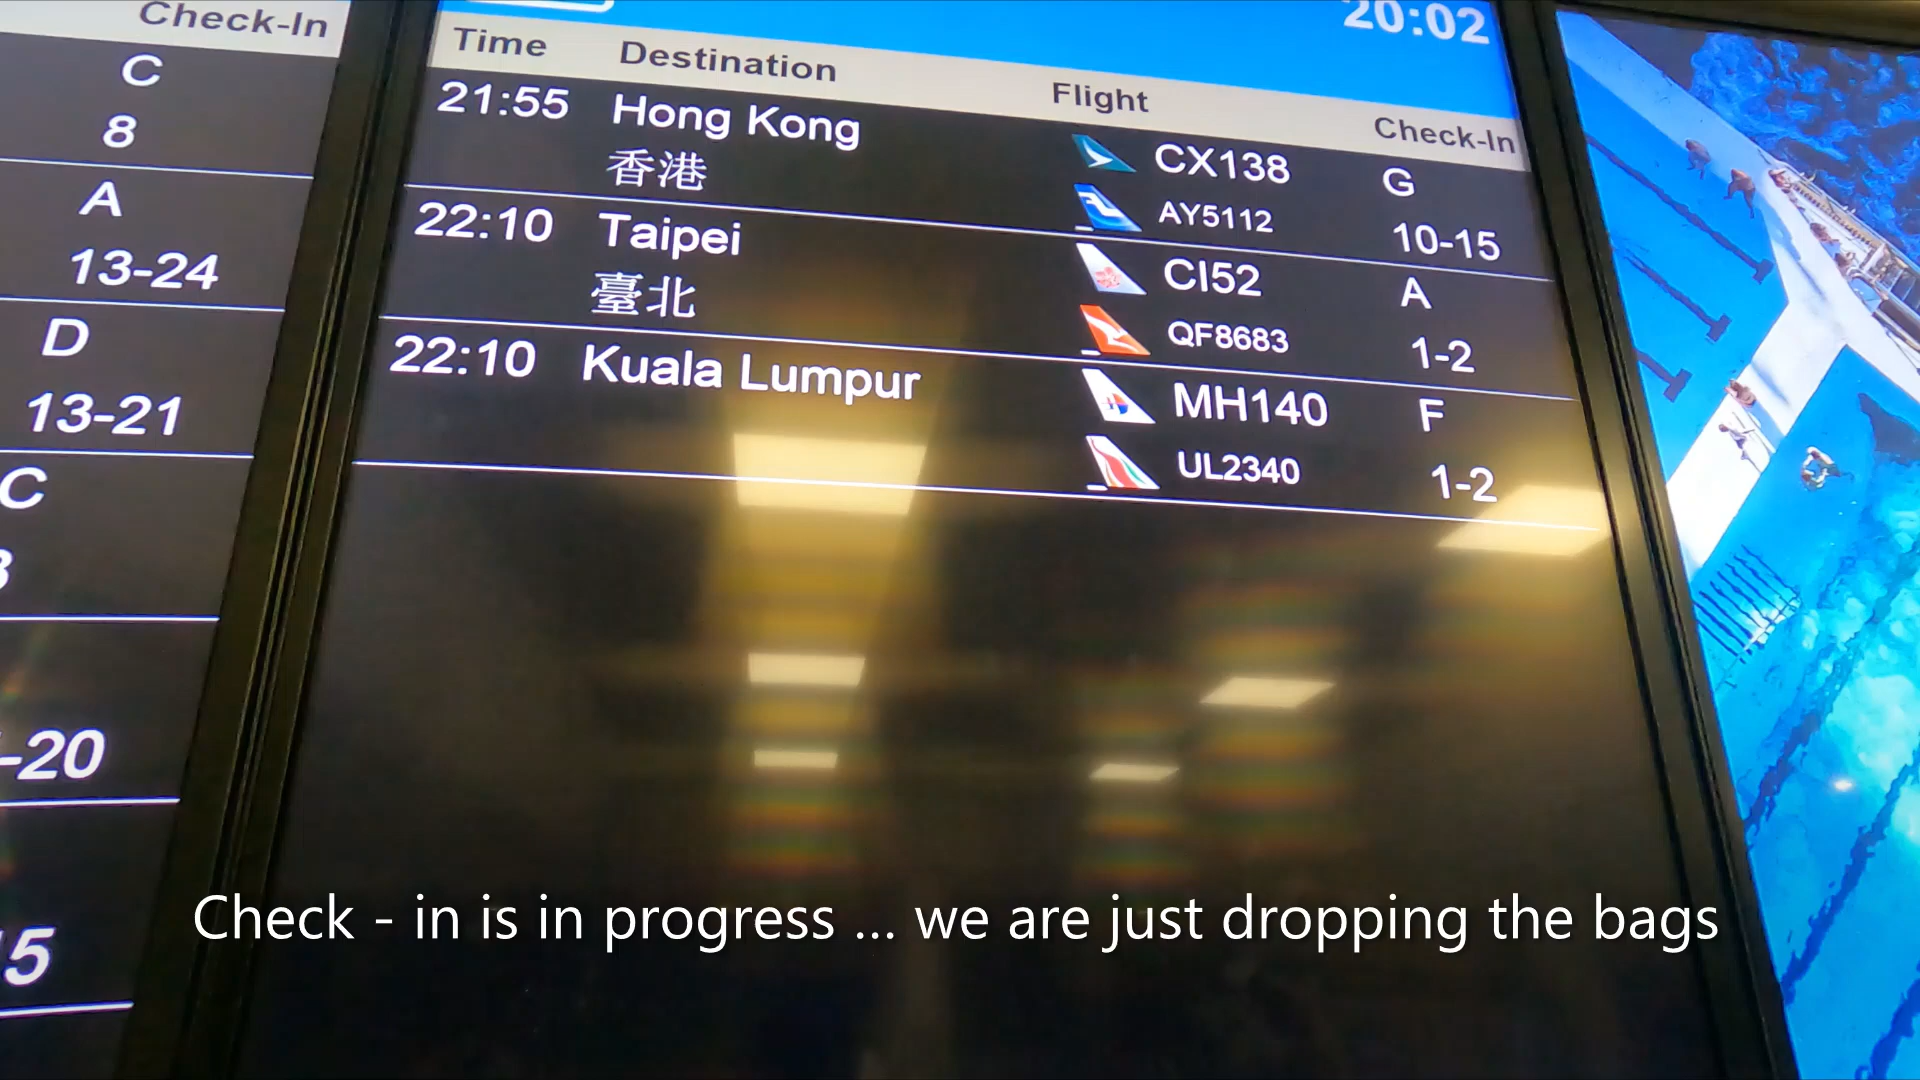 Check-In
C
8
A
13-24
D
13-21
C
-20
5
20:02
Time Destination Flight Check-In
21:55 Hong Kong CX138 G
香港 AY5112 10-15
22:10 Taipei CI52 A
臺北 QF8683 1-2
22:10 Kuala Lumpur MH140 F
UL2340 1-2
Check - in is in progress ... we are just dropping the bags